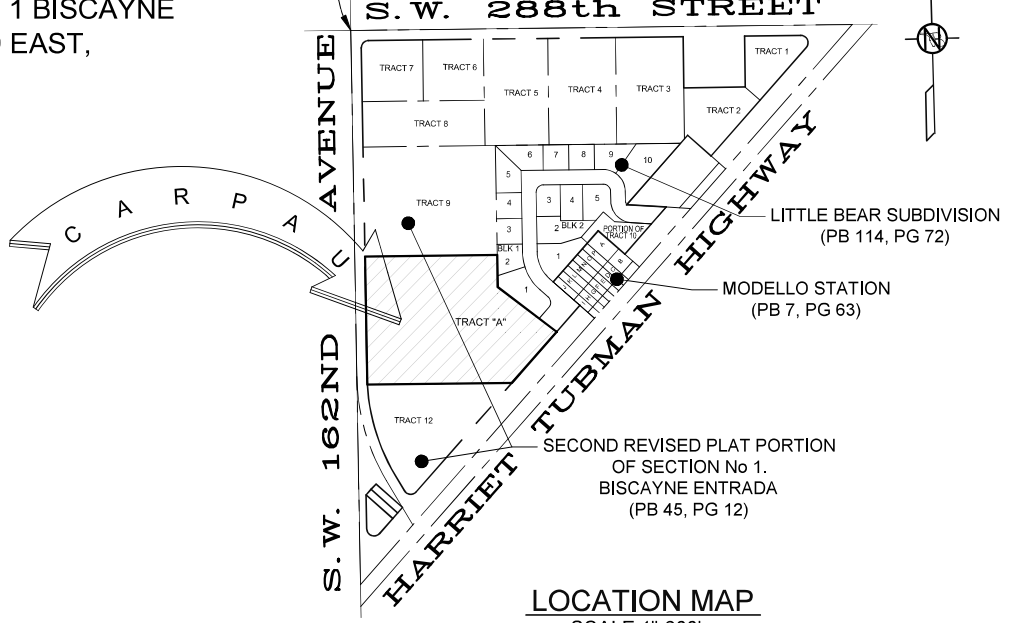 1 BISCAYNE
EAST,
S.W. 288th STREET
S.W. 162ND AVENUE
HARRIET TUBMAN HIGHWAY
CARPAU
TRACT 7
TRACT 6
TRACT 5
TRACT 4
TRACT 3
TRACT 1
TRACT 2
TRACT 8
TRACT 9
6
7
8
9
10
5
4
3
BLK 1
2
1
3
4
5
2
BLK 2
1
PORTION OF
TRACT 10
TRACT "A"
TRACT 12
LITTLE BEAR SUBDIVISION
(PB 114, PG 72)
MODELLO STATION
(PB 7, PG 63)
SECOND REVISED PLAT PORTION
OF SECTION No 1.
BISCAYNE ENTRADA
(PB 45, PG 12)
N
LOCATION MAP